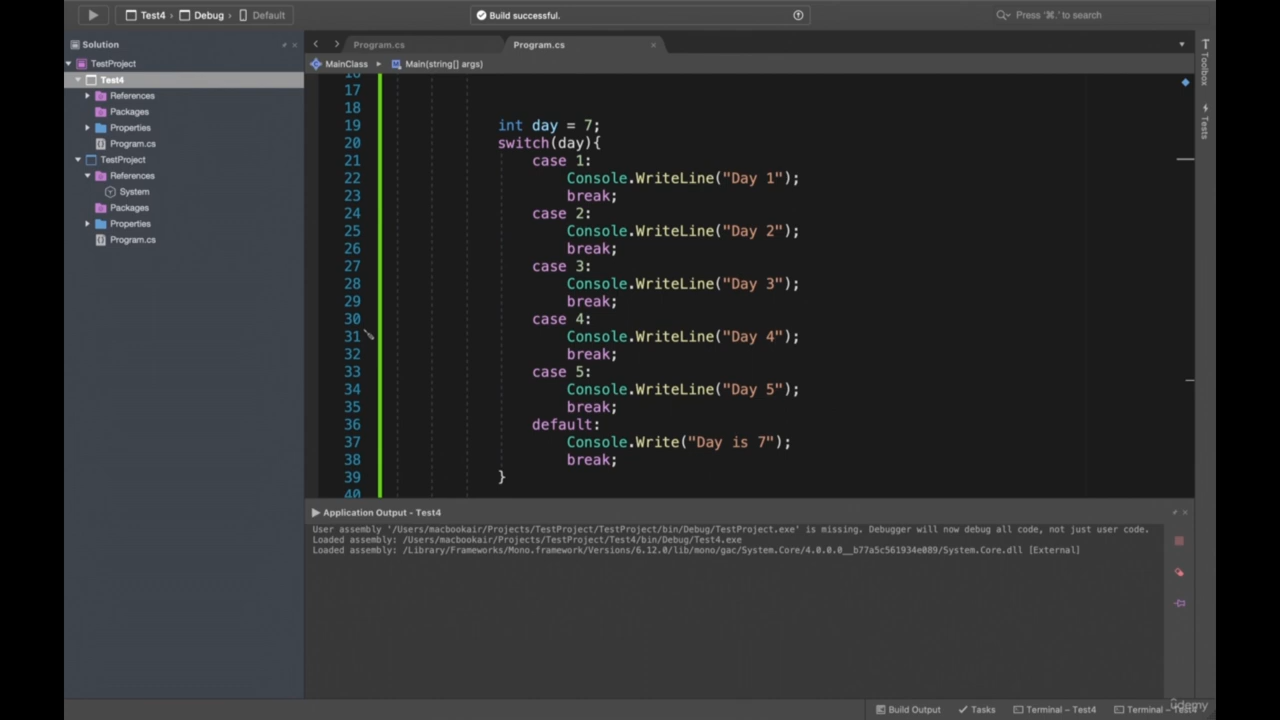 Test4 › Debug › Default
Build successful.
Press '⌘.' to search
Solution
Program.cs
Program.cs
Toolbox
Tests
TestProject
MainClass
Main(string[] args)
Test4
References
Packages
Properties
Program.cs
TestProject
References
System
Packages
Properties
Program.cs
16
17
18
19 int day = 7;
20 switch(day){
21 case 1:
22 Console.WriteLine("Day 1");
23 break;
24 case 2:
25 Console.WriteLine("Day 2");
26 break;
27 case 3:
28 Console.WriteLine("Day 3");
29 break;
30 case 4:
31 Console.WriteLine("Day 4");
32 break;
33 case 5:
34 Console.WriteLine("Day 5");
35 break;
36 default:
37 Console.Write("Day is 7");
38 break;
39 }
40
Application Output - Test4
User assembly '/Users/macbookair/Projects/TestProject/TestProject/bin/Debug/TestProject.exe' is missing. Debugger will now debug all code, not just user code.
Loaded assembly: /Users/macbookair/Projects/TestProject/Test4/bin/Debug/Test4.exe
Loaded assembly: /Library/Frameworks/Mono.framework/Versions/6.12.0/lib/mono/gac/System.Core/4.0.0.0__b77a5c561934e089/System.Core.dll [External]
Build Output
Tasks
Terminal – Test4
Terminal – Test4
ûdemy